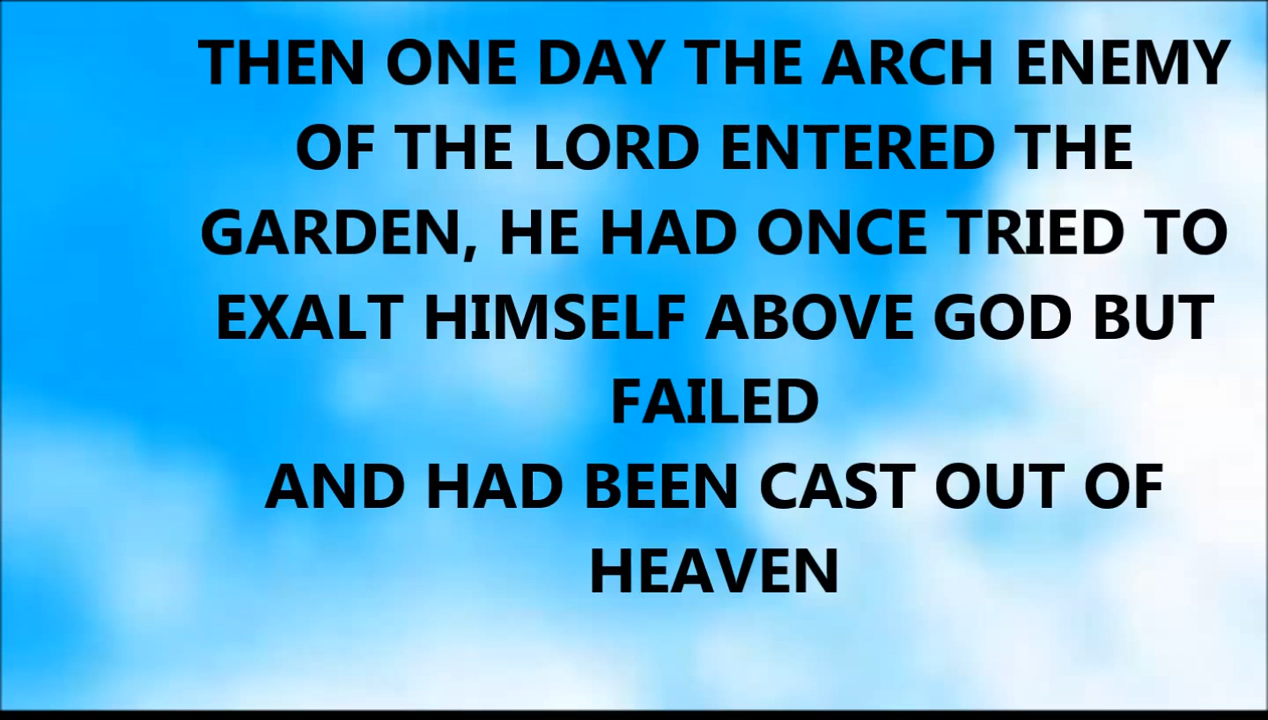 THEN ONE DAY THE ARCH ENEMY
OF THE LORD ENTERED THE
GARDEN, HE HAD ONCE TRIED TO
EXALT HIMSELF ABOVE GOD BUT
FAILED
AND HAD BEEN CAST OUT OF
HEAVEN